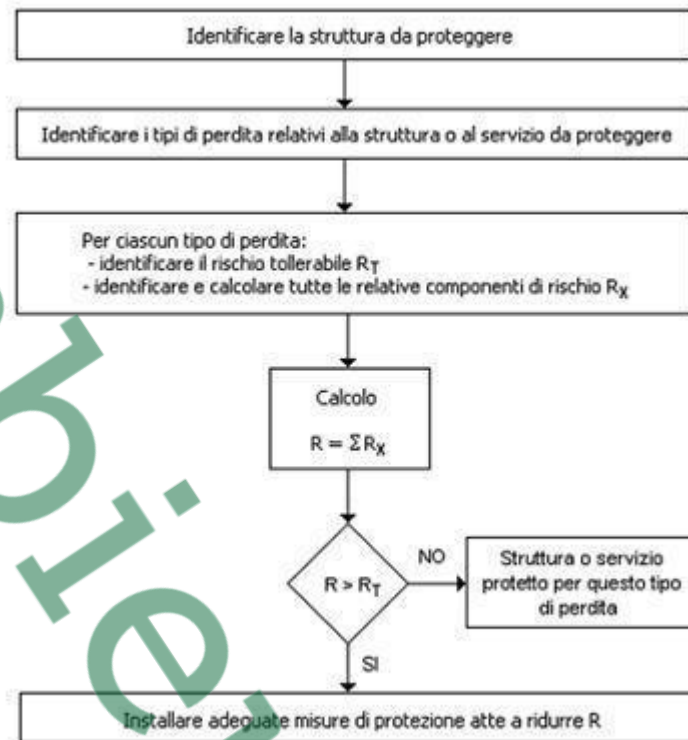 Identificare la struttura da proteggere
Identificare i tipi di perdita relativi alla struttura o al servizio da proteggere
Per ciascun tipo di perdita:
- identificare il rischio tollerabile RT
- identificare e calcolare tutte le relative componenti di rischio RX
Calcolo
R = ΣRX
R > RT
NO
Struttura o servizio
protetto per questo tipo
di perdita
SI
Installare adeguate misure di protezione atte a ridurre R